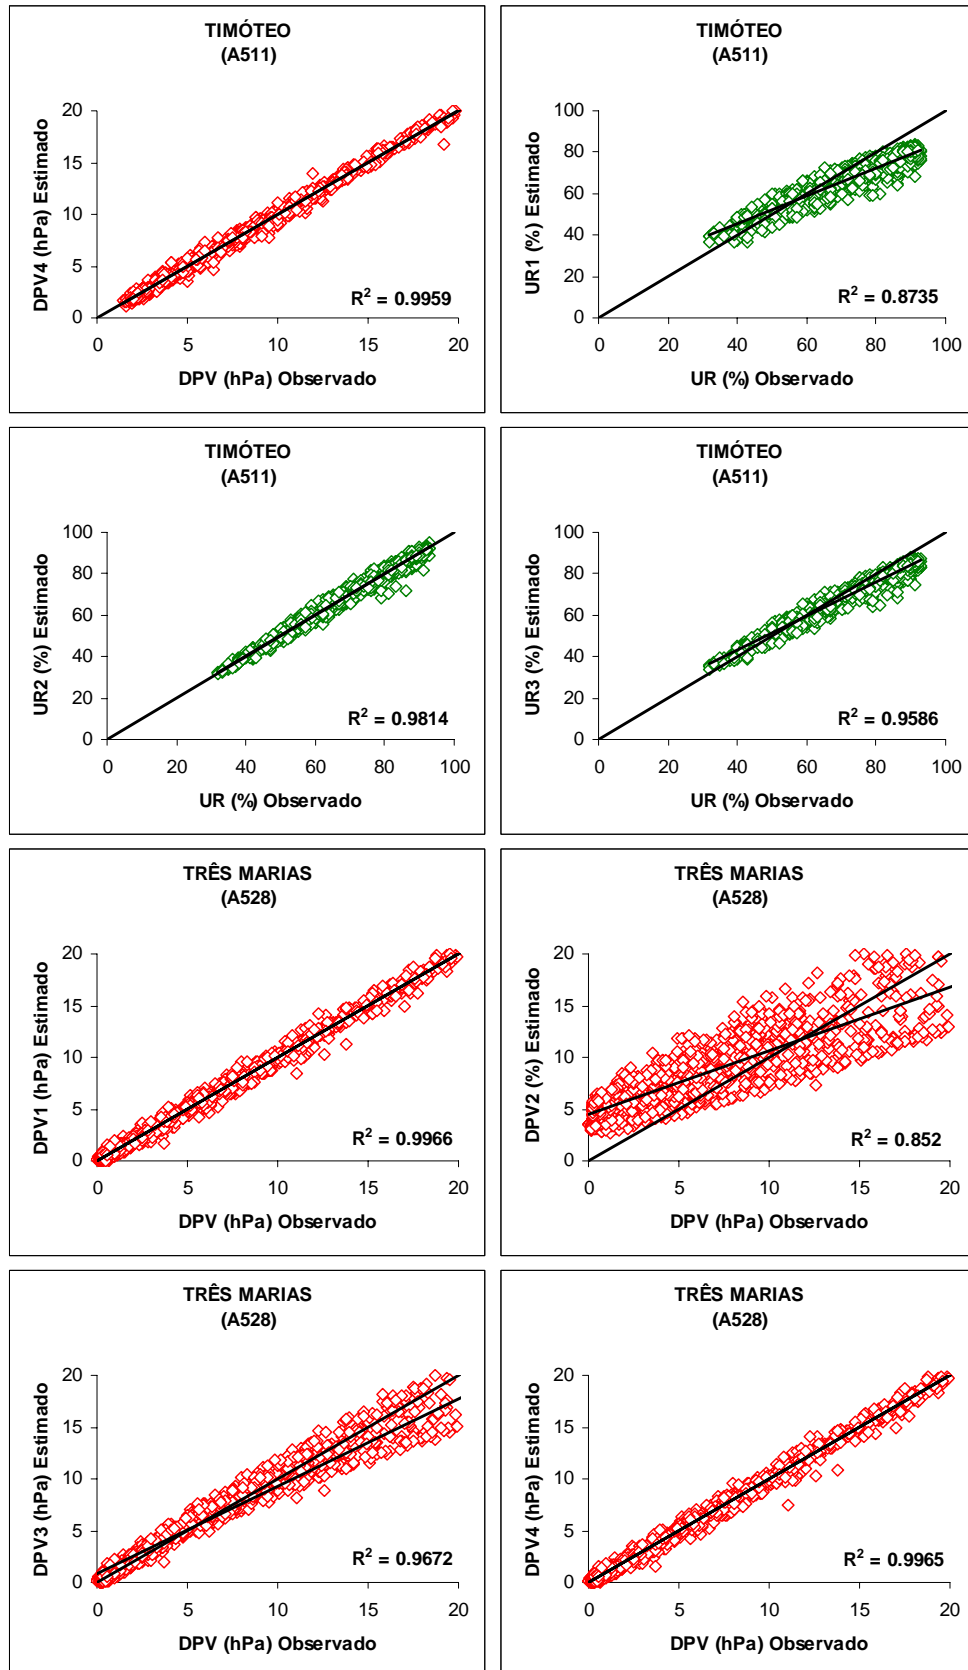 TIMÓTEO
(A511)
20
15
10
5
0
0 5 10 15 20
DPV4 (hPa) Estimado
R² = 0.9959
DPV (hPa) Observado
TIMÓTEO
(A511)
100
80
60
40
20
0
0 20 40 60 80 100
UR1 (%) Estimado
R² = 0.8735
UR (%) Observado
TIMÓTEO
(A511)
100
80
60
40
20
0
0 20 40 60 80 100
UR2 (%) Estimado
R² = 0.9814
UR (%) Observado
TIMÓTEO
(A511)
100
80
60
40
20
0
0 20 40 60 80 100
UR3 (%) Estimado
R² = 0.9586
UR (%) Observado
TRÊS MARIAS
(A528)
20
15
10
5
0
0 5 10 15 20
DPV1 (hPa) Estimado
R² = 0.9966
DPV (hPa) Observado
TRÊS MARIAS
(A528)
20
15
10
5
0
0 5 10 15 20
DPV2 (%) Estimado
R² = 0.852
DPV (hPa) Observado
TRÊS MARIAS
(A528)
20
15
10
5
0
0 5 10 15 20
DPV3 (hPa) Estimado
R² = 0.9672
DPV (hPa) Observado
TRÊS MARIAS
(A528)
20
15
10
5
0
0 5 10 15 20
DPV4 (hPa) Estimado
R² = 0.9965
DPV (hPa) Observado